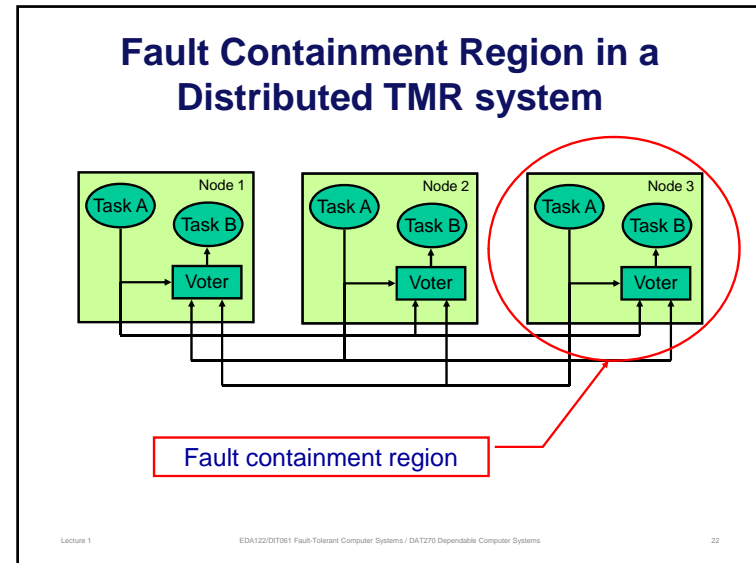 Fault Containment Region in a
Distributed TMR system
Node 1
Task A
Task B
Voter
Node 2
Task A
Task B
Voter
Node 3
Task A
Task B
Voter
Fault containment region
Lecture 1
EDA122/DIT061 Fault-Tolerant Computer Systems / DAT270 Dependable Computer Systems
22